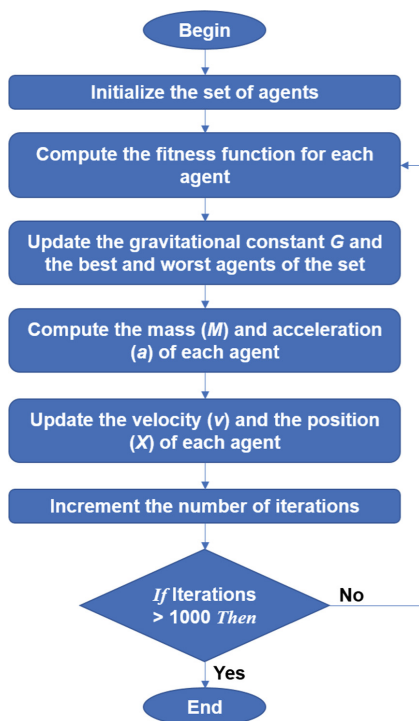 Begin
Initialize the set of agents
Compute the fitness function for each
agent
Update the gravitational constant G and
the best and worst agents of the set
Compute the mass (M) and acceleration
(a) of each agent
Update the velocity (v) and the position
(X) of each agent
Increment the number of iterations
If Iterations
> 1000 Then
No
Yes
End